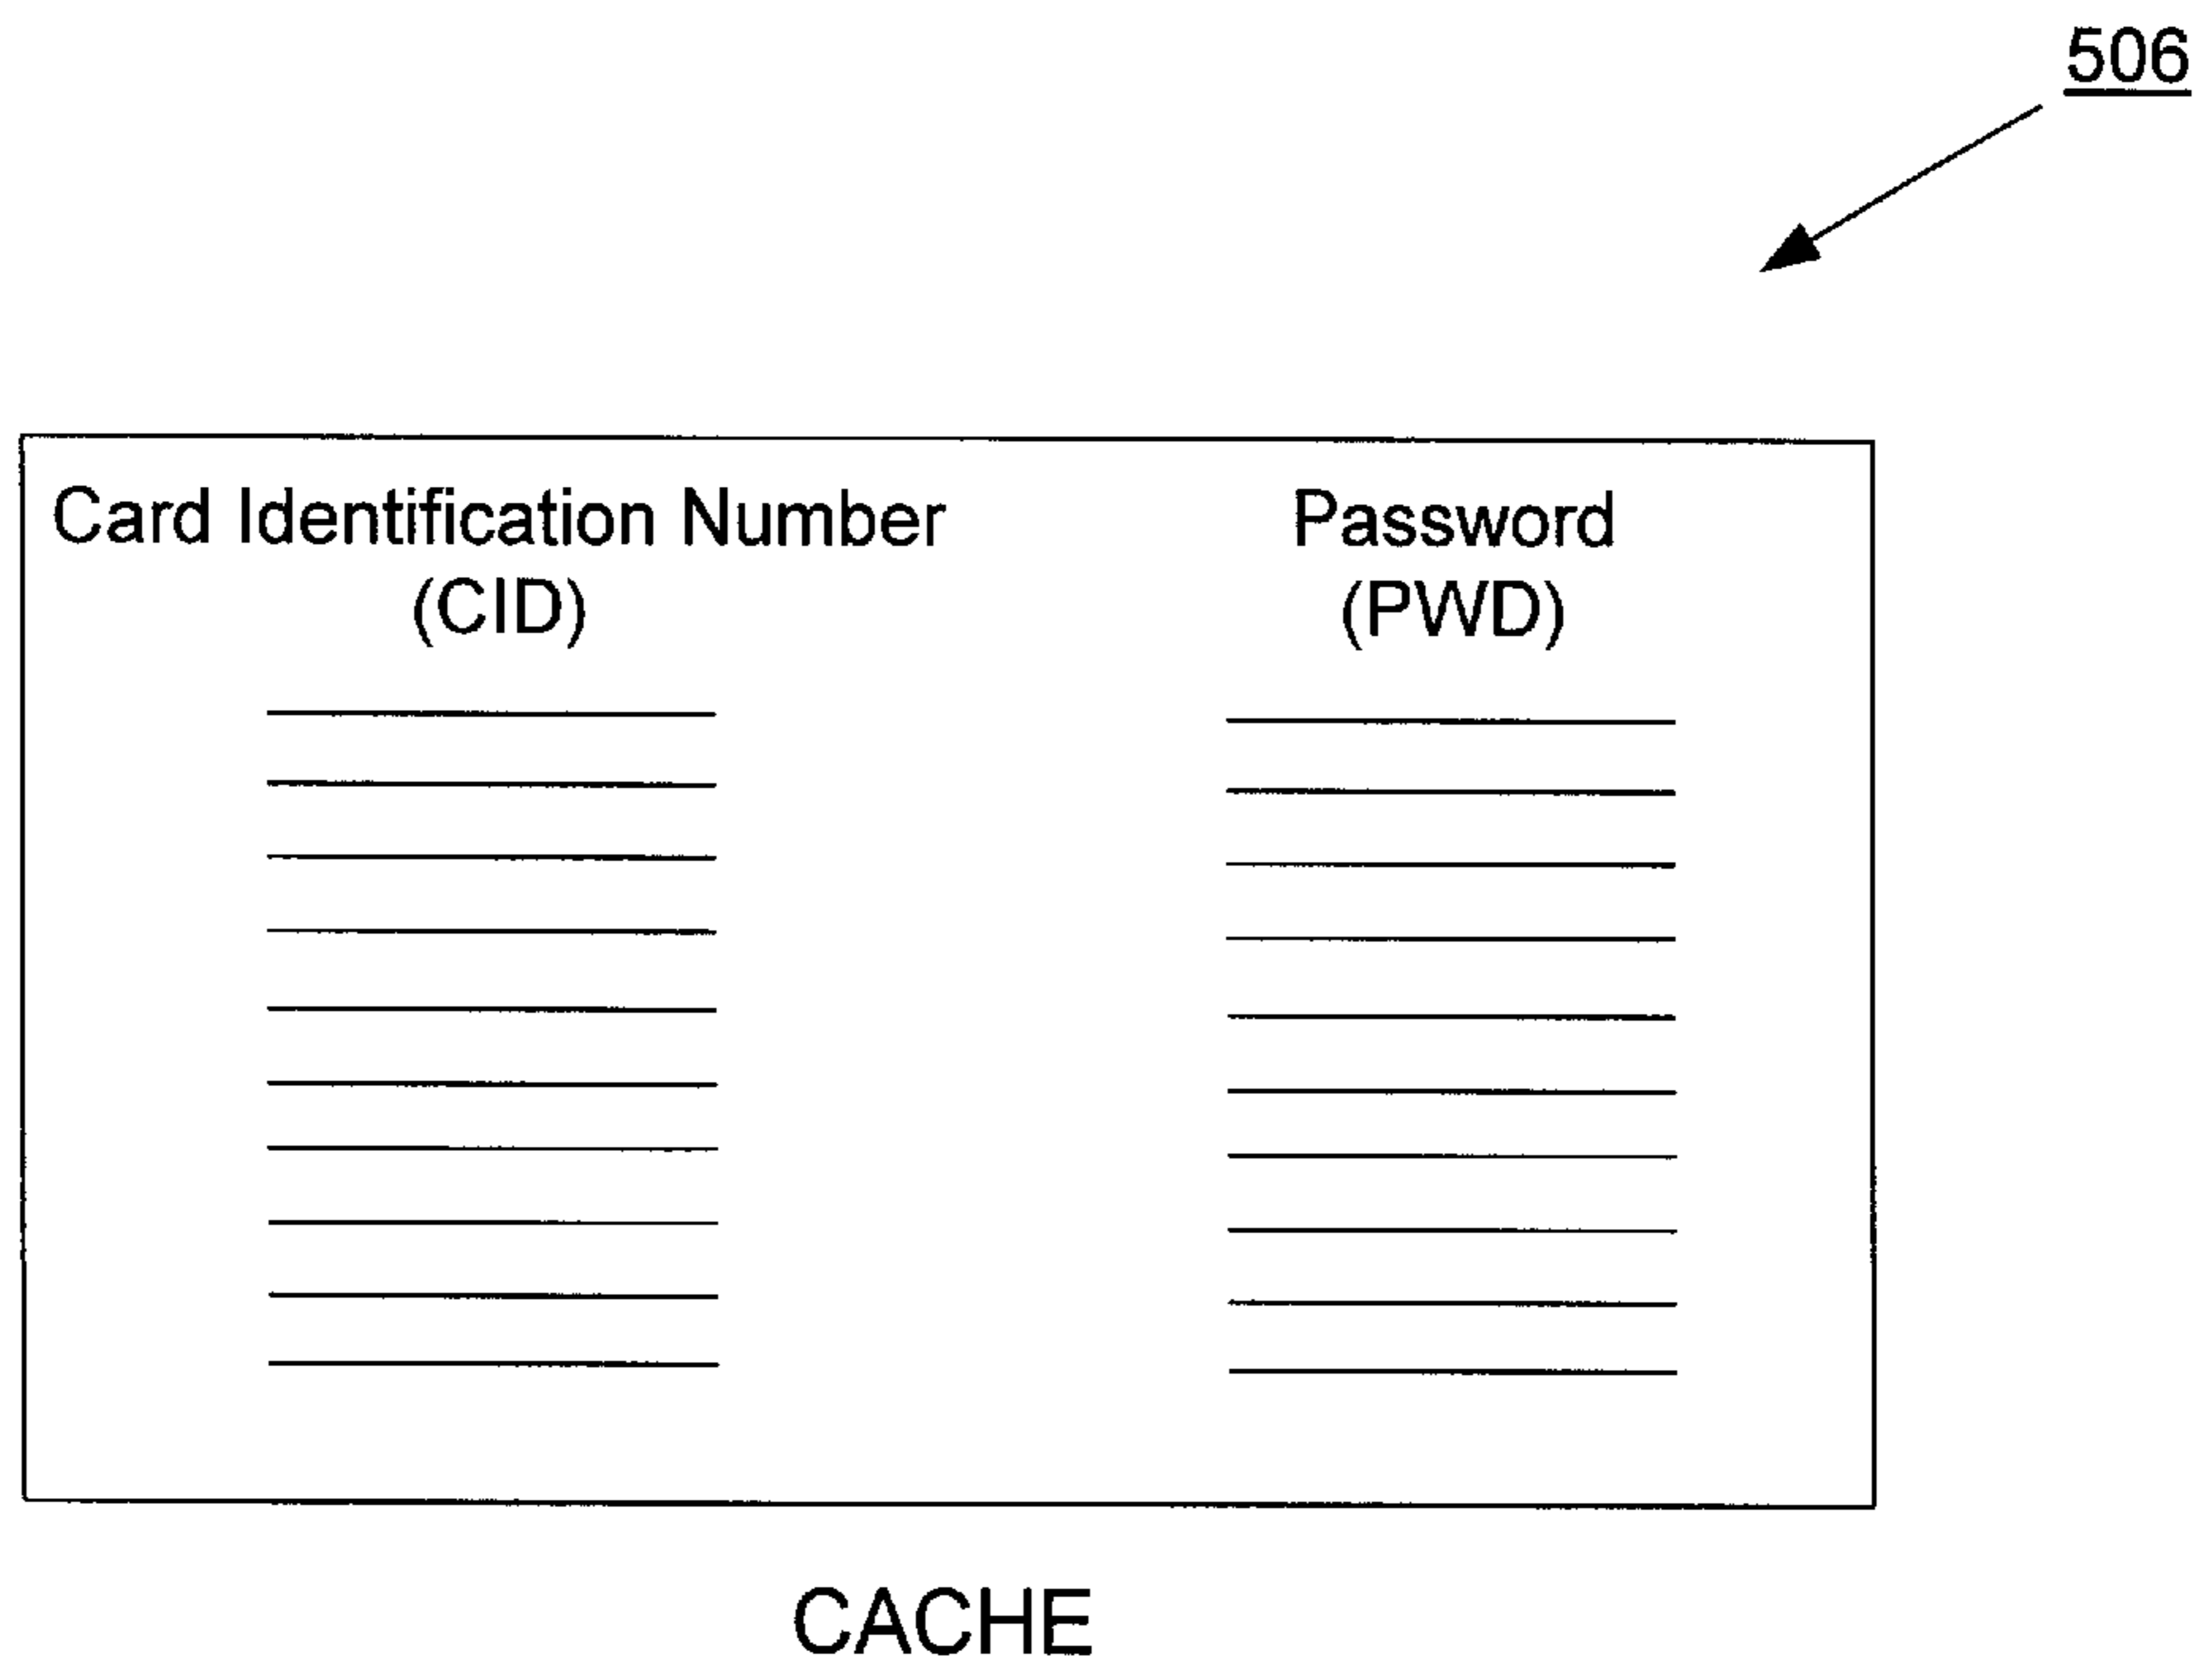 506
Card Identification Number
(CID)
Password
(PWD)
CACHE